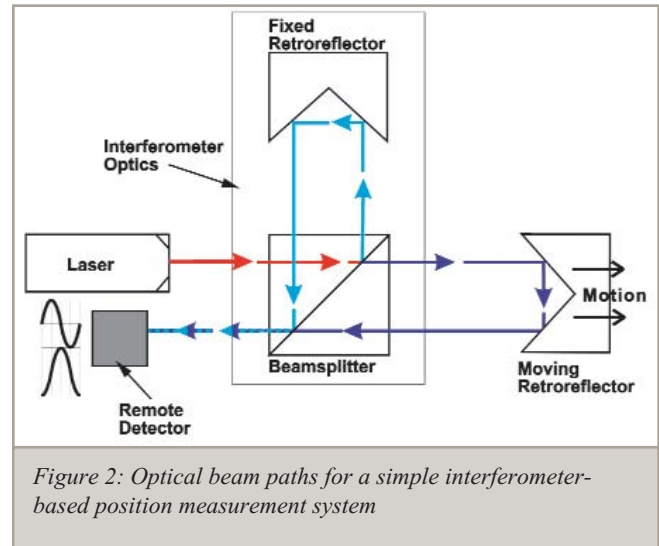 Fixed
Retroreflector
Interferometer
Optics
Laser
Motion
Beamsplitter
Moving
Retroreflector
Remote
Detector
Figure 2: Optical beam paths for a simple interferometer-
based position measurement system